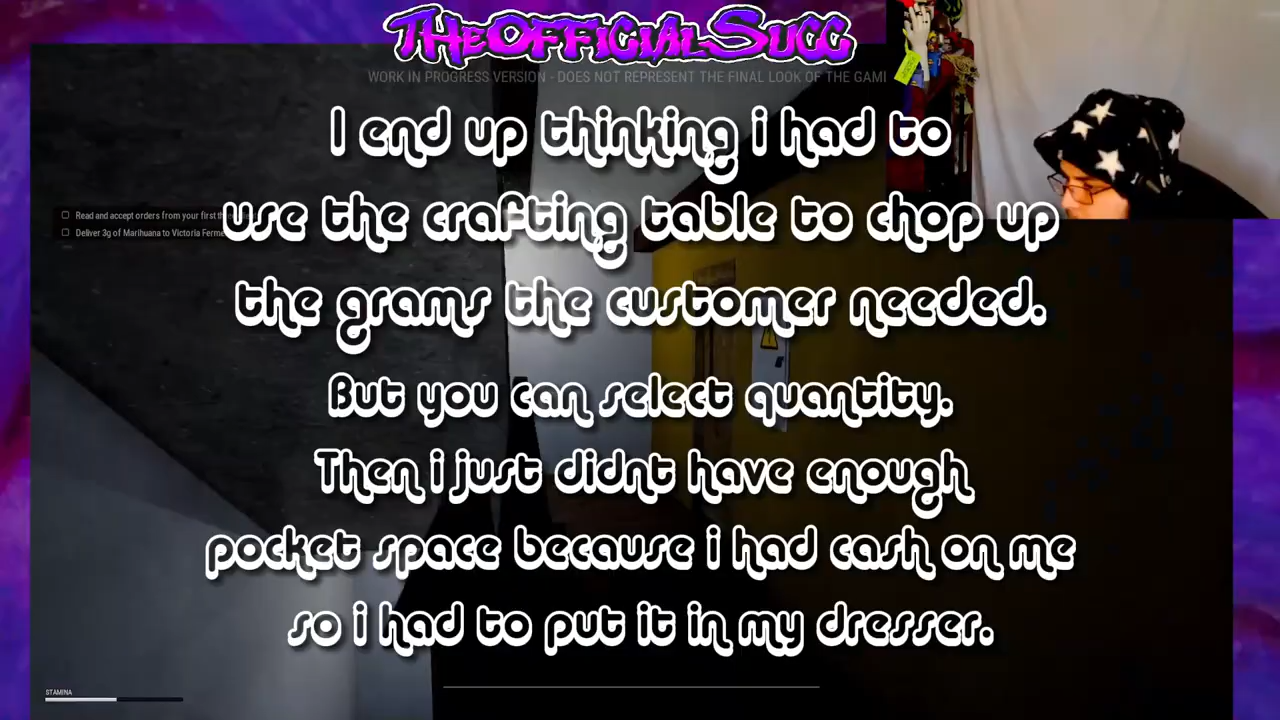 TheOfficialSucc
WORK IN PROGRESS VERSION - DOES NOT REPRESENT THE FINAL LOOK OF THE GAM
I end up thinking i had to
Read and accept orders from your first
use the crafting table to chop up
Deliver 3g of Marihuana to Victoria Ferme
the grams the customer needed.
But you can select quantity.
Then i just didnt have enough
pocket space because i had cash on me
so i had to put it in my dresser.
STAMINA